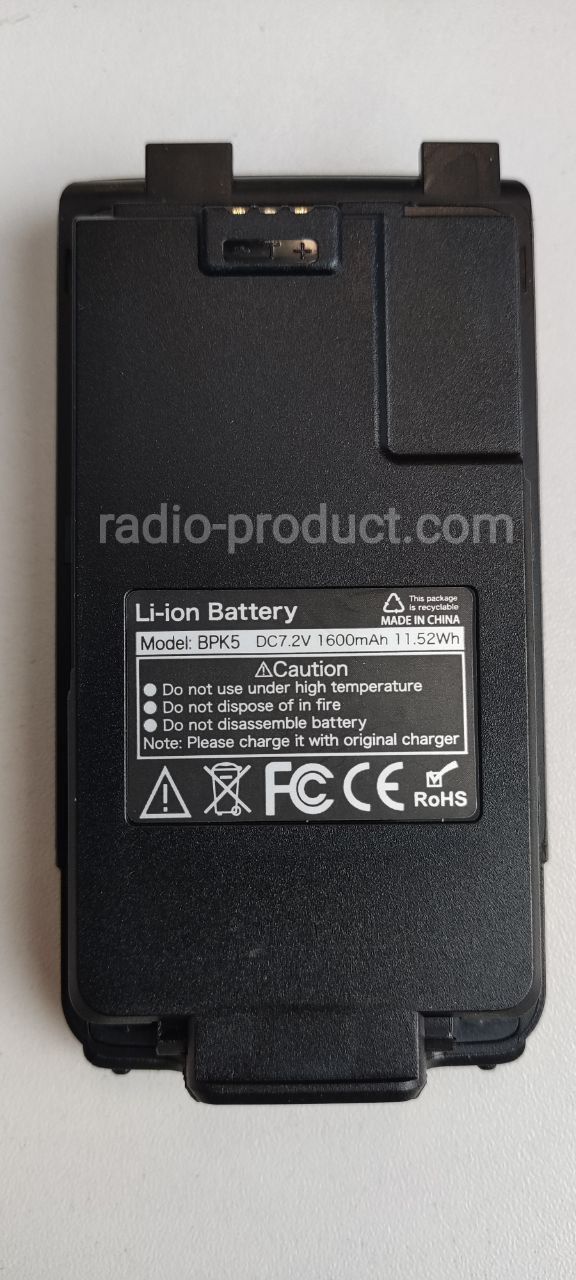 - T +
radio-product.com
Li-ion Battery
This package
is recyclable
MADE IN CHINA
Model: BPK5 DC7.2V 1600mAh 11.52Wh
⚠Caution
● Do not use under high temperature
● Do not dispose of in fire
● Do not disassemble battery
Note: Please charge it with original charger
FC CE RoHS